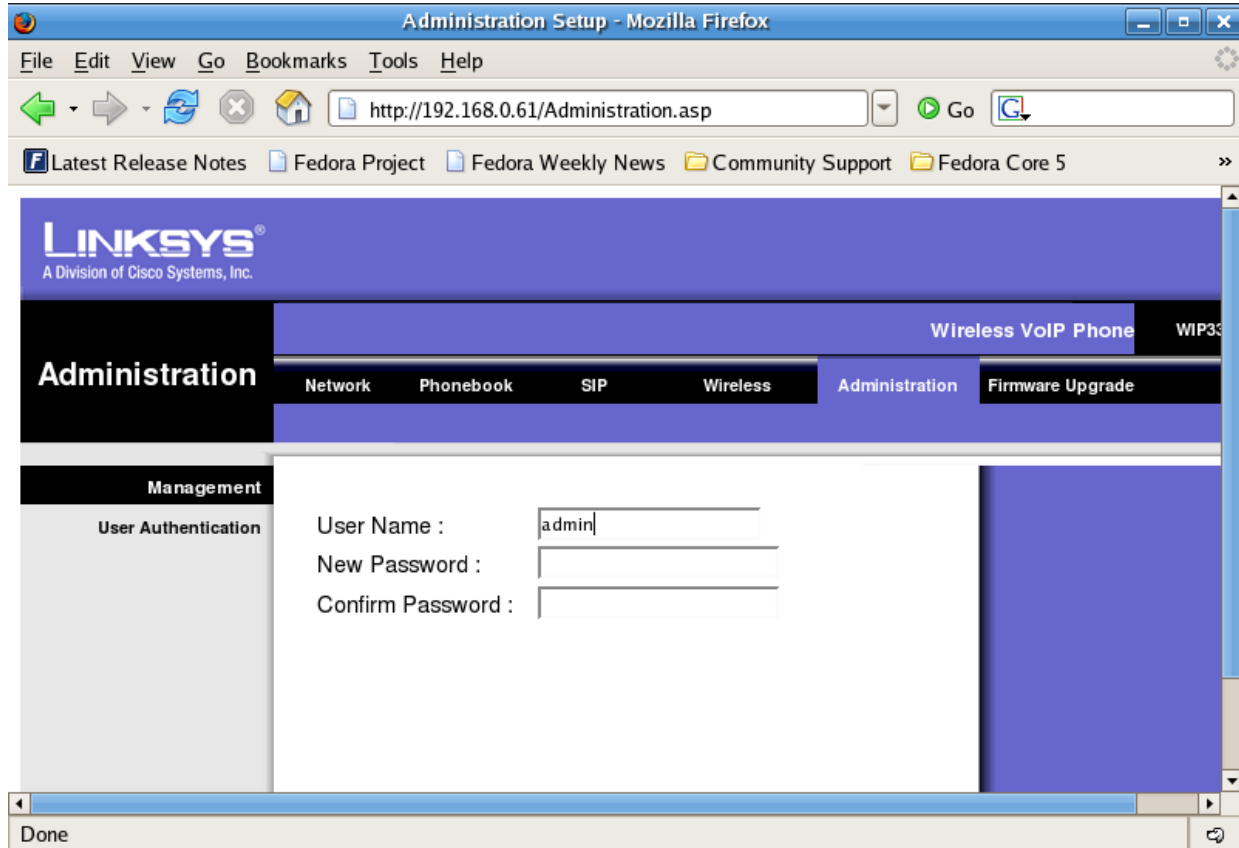 Administration Setup - Mozilla Firefox
File Edit View Go Bookmarks Tools Help
http://192.168.0.61/Administration.asp Go G
Latest Release Notes Fedora Project Fedora Weekly News Community Support Fedora Core 5 »
LINKSYS®
A Division of Cisco Systems, Inc.
Wireless VoIP Phone WIP33
Administration
Network Phonebook SIP Wireless Administration Firmware Upgrade
Management
User Authentication
User Name : admin
New Password :
Confirm Password :
Done